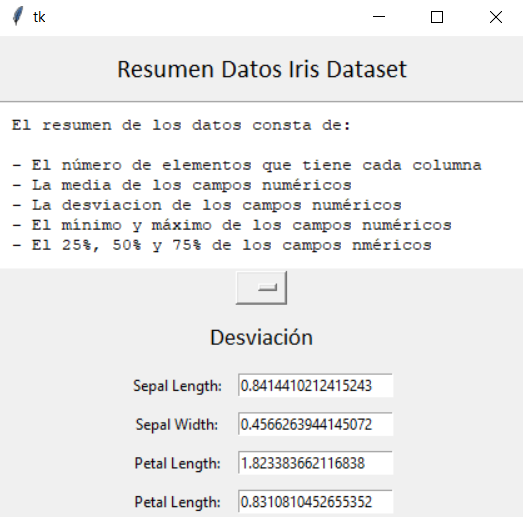 tk
Resumen Datos Iris Dataset
El resumen de los datos consta de:
- El número de elementos que tiene cada columna
- La media de los campos numéricos
- La desviacion de los campos numéricos
- El mínimo y máximo de los campos numéricos
- El 25%, 50% y 75% de los campos nméricos
Desviación
Sepal Length: 0.8414410212415243
Sepal Width: 0.4566263944145072
Petal Length: 1.823383662116838
Petal Length: 0.8310810452655352